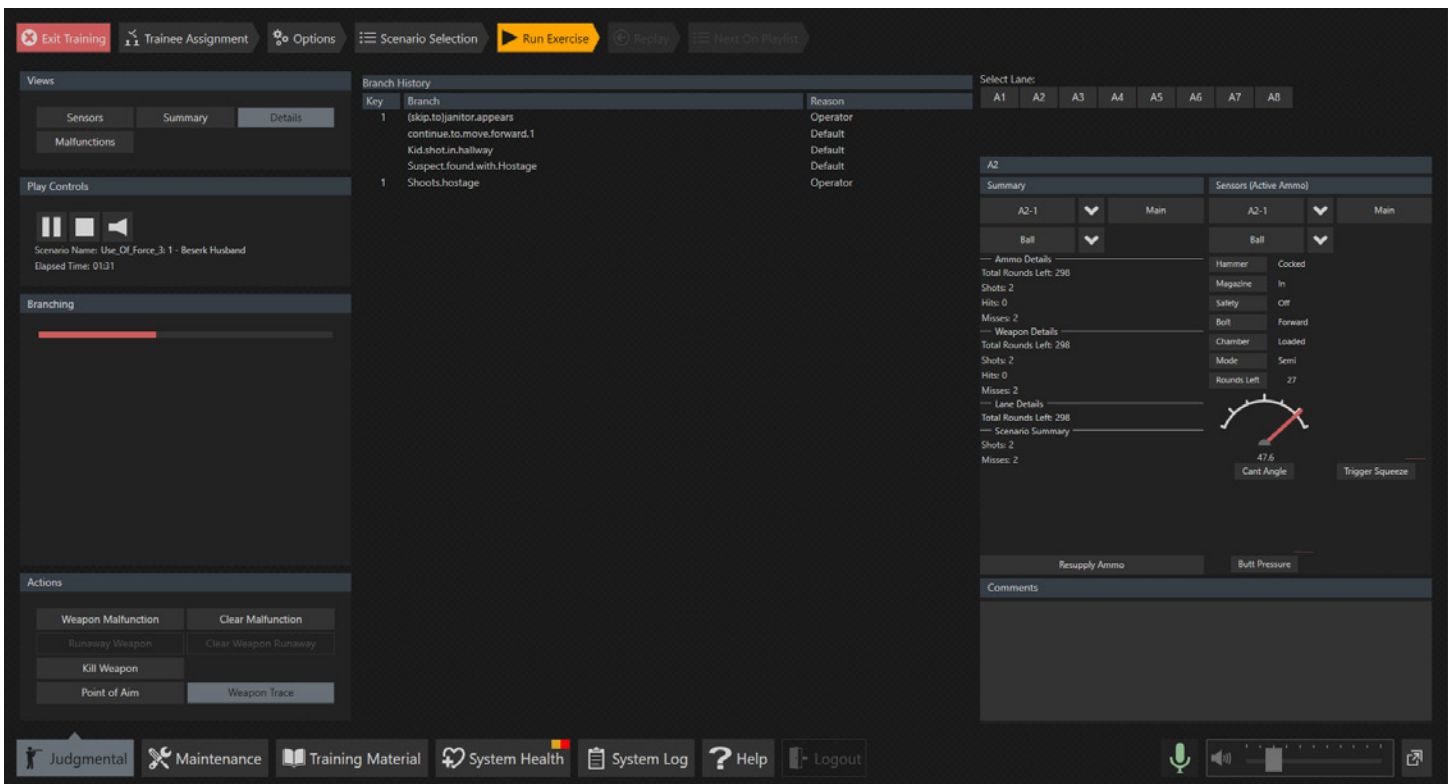 Exit Training
Trainee Assignment
Options
Scenario Selection
Run Exercise
Replay
Next On Playlist
Views
Sensors
Summary
Details
Malfunctions
Play Controls
Scenario Name: Use_Of_Force_3: 1 - Beserk Husband
Elapsed Time: 01:31
Branching
Actions
Weapon Malfunction
Clear Malfunction
Runaway Weapon
Clear Weapon Runaway
Kill Weapon
Point of Aim
Weapon Trace
Branch History
Key Branch Reason
1 (skip.to)janitor.appears Operator
continue.to.move.forward.1 Default
Kid.shot.in.hallway Default
Suspect.found.with.Hostage Default
1 Shoots.hostage Operator
Select Lane:
A1 A2 A3 A4 A5 A6 A7 A8
A2
Summary
A2-1 Main
Ball
Ammo Details
Total Rounds Left: 298
Shots: 2
Hits: 0
Misses: 2
Weapon Details
Total Rounds Left: 298
Shots: 2
Hits: 0
Misses: 2
Lane Details
Total Rounds Left: 298
Scenario Summary
Shots: 2
Misses: 2
Resupply Ammo
Sensors (Active Ammo)
A2-1 Main
Ball
Hammer Cocked
Magazine In
Safety Off
Bolt Forward
Chamber Loaded
Mode Semi
Rounds Left 27
47.6
Cant Angle
Trigger Squeeze
Butt Pressure
Comments
Judgmental
Maintenance
Training Material
System Health
System Log
Help
Logout